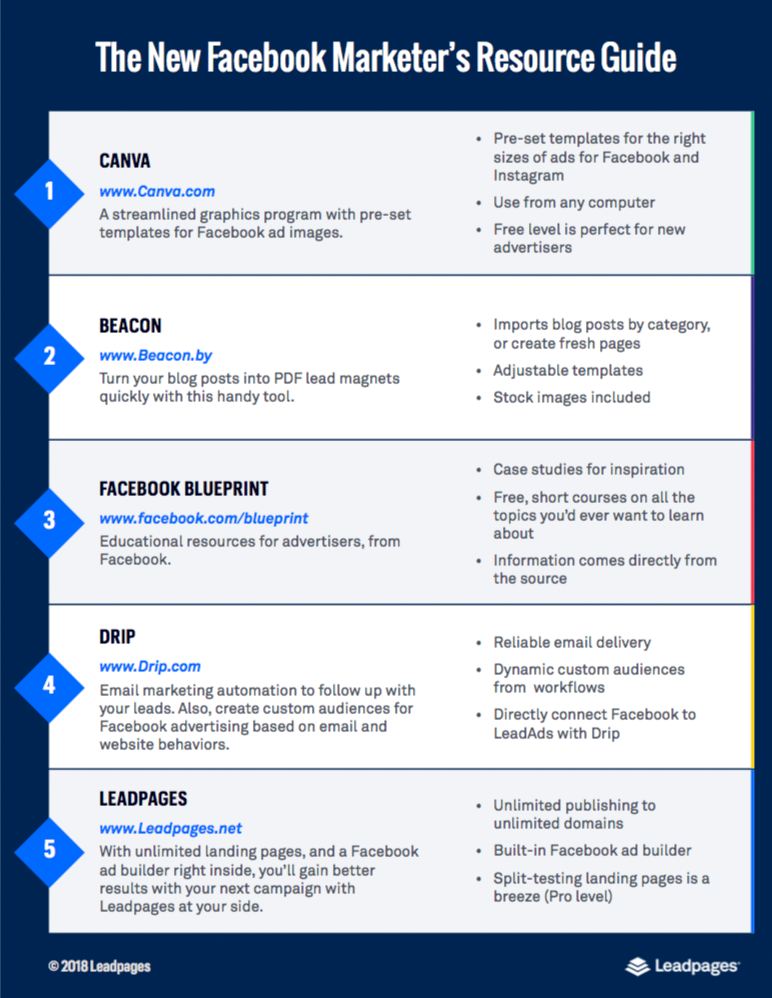 The New Facebook Marketer's Resource Guide
1
CANVA
www.Canva.com
A streamlined graphics program with pre-set
templates for Facebook ad images.
• Pre-set templates for the right
sizes of ads for Facebook and
Instagram
• Use from any computer
• Free level is perfect for new
advertisers
2
BEACON
www.Beacon.by
Turn your blog posts into PDF lead magnets
quickly with this handy tool.
• Imports blog posts by category,
or create fresh pages
• Adjustable templates
• Stock images included
3
FACEBOOK BLUEPRINT
www.facebook.com/blueprint
Educational resources for advertisers, from
Facebook.
• Case studies for inspiration
• Free, short courses on all the
topics you'd ever want to learn
about
• Information comes directly from
the source
4
DRIP
www.Drip.com
Email marketing automation to follow up with
your leads. Also, create custom audiences for
Facebook advertising based on email and
website behaviors.
• Reliable email delivery
• Dynamic custom audiences
from workflows
• Directly connect Facebook to
LeadAds with Drip
5
LEADPAGES
www.Leadpages.net
With unlimited landing pages, and a Facebook
ad builder right inside, you'll gain better
results with your next campaign with
Leadpages at your side.
• Unlimited publishing to
unlimited domains
• Built-in Facebook ad builder
• Split-testing landing pages is a
breeze (Pro level)
© 2018 Leadpages
Leadpages